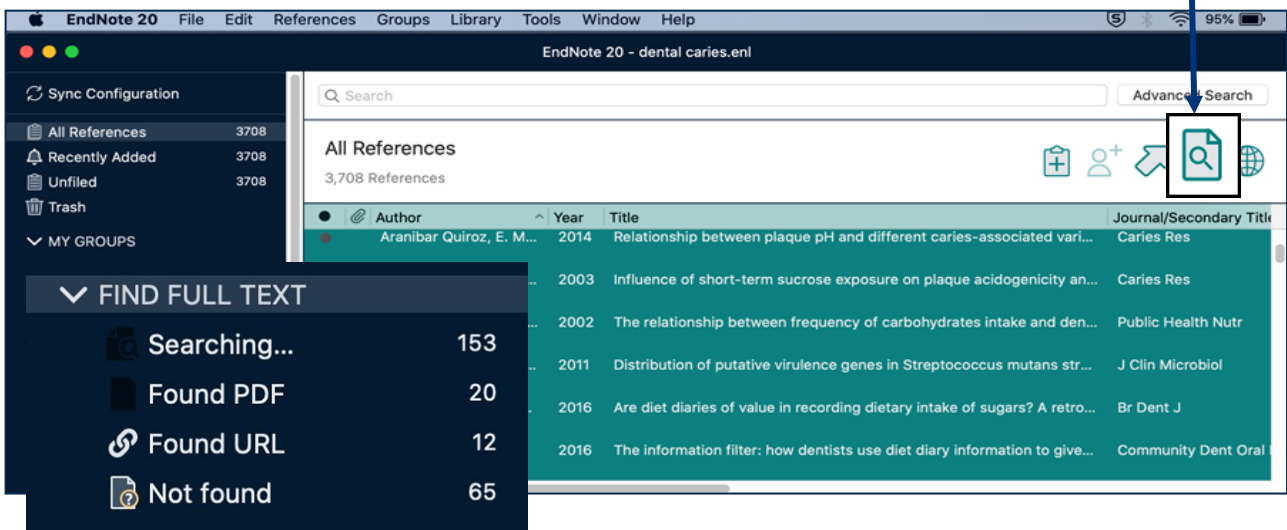 EndNote 20 File Edit References Groups Library Tools Window Help 95%
EndNote 20 - dental caries.enl
Sync Configuration
Search
Advanced Search
All References 3708
Recently Added 3708
Unfiled 3708
Trash
MY GROUPS
All References
3,708 References
Author Year Title Journal/Secondary Title
Aranibar Quiroz, E. M... 2014 Relationship between plaque pH and different caries-associated vari... Caries Res
2003 Influence of short-term sucrose exposure on plaque acidogenicity an... Caries Res
2002 The relationship between frequency of carbohydrates intake and den... Public Health Nutr
2011 Distribution of putative virulence genes in Streptococcus mutans str... J Clin Microbiol
2016 Are diet diaries of value in recording dietary intake of sugars? A retro... Br Dent J
2016 The information filter: how dentists use diet diary information to give... Community Dent Oral
FIND FULL TEXT
Searching... 153
Found PDF 20
Found URL 12
Not found 65